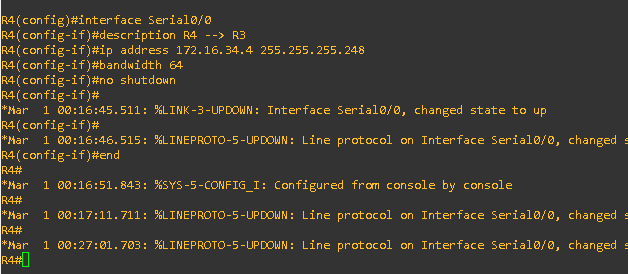 R4(config)#interface Serial0/0
R4(config-if)#description R4 --> R3
R4(config-if)#ip address 172.16.34.4 255.255.255.248
R4(config-if)#bandwidth 64
R4(config-if)#no shutdown
R4(config-if)#
*Mar  1 00:16:45.511: %LINK-3-UPDOWN: Interface Serial0/0, changed state to up
R4(config-if)#
*Mar  1 00:16:46.515: %LINEPROTO-5-UPDOWN: Line protocol on Interface Serial0/0, changed s
R4(config-if)#end
R4#
*Mar  1 00:16:51.843: %SYS-5-CONFIG_I: Configured from console by console
R4#
*Mar  1 00:17:11.711: %LINEPROTO-5-UPDOWN: Line protocol on Interface Serial0/0, changed s
R4#
*Mar  1 00:27:01.703: %LINEPROTO-5-UPDOWN: Line protocol on Interface Serial0/0, changed s
R4#